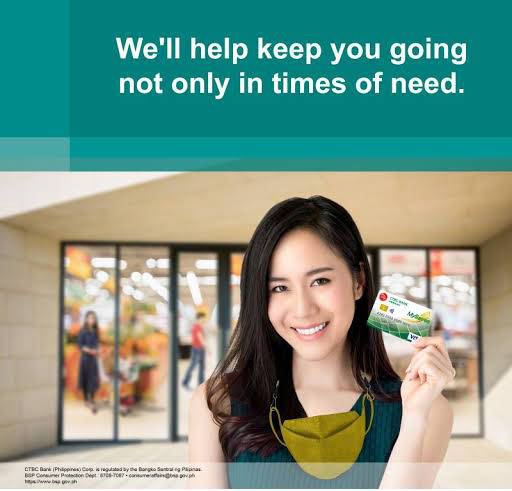 We'll help keep you going
not only in times of need.
CTBC BANK
CTBC Bank (Philippines) Corp. is regulated by the Bangko Sentral ng Pilipinas.
BSP Consumer Protection Dept.: 8708-7087 • consumeraffairs@bsp.gov.ph
https://www.bsp.gov.ph